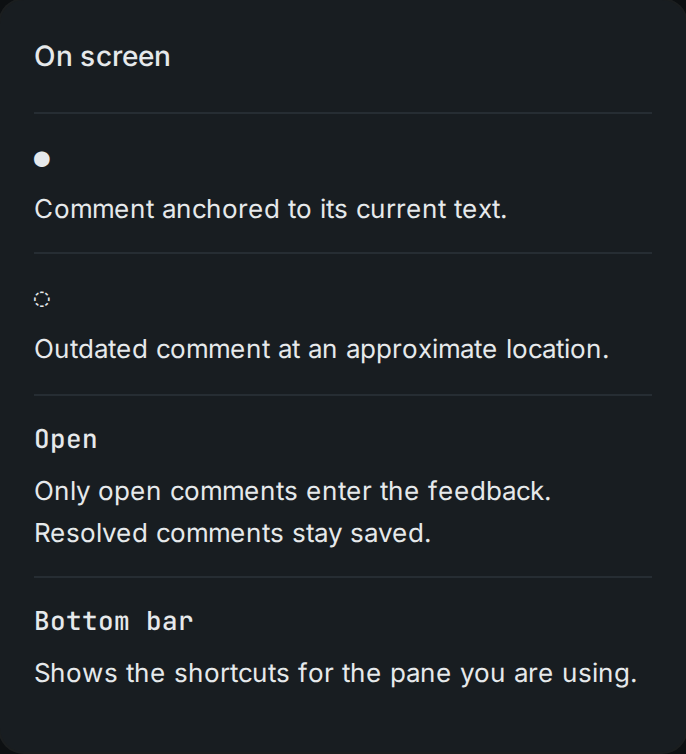 On screen
●
Comment anchored to its current text.
◌
Outdated comment at an approximate location.
Open
Only open comments enter the feedback.
Resolved comments stay saved.
Bottom bar
Shows the shortcuts for the pane you are using.